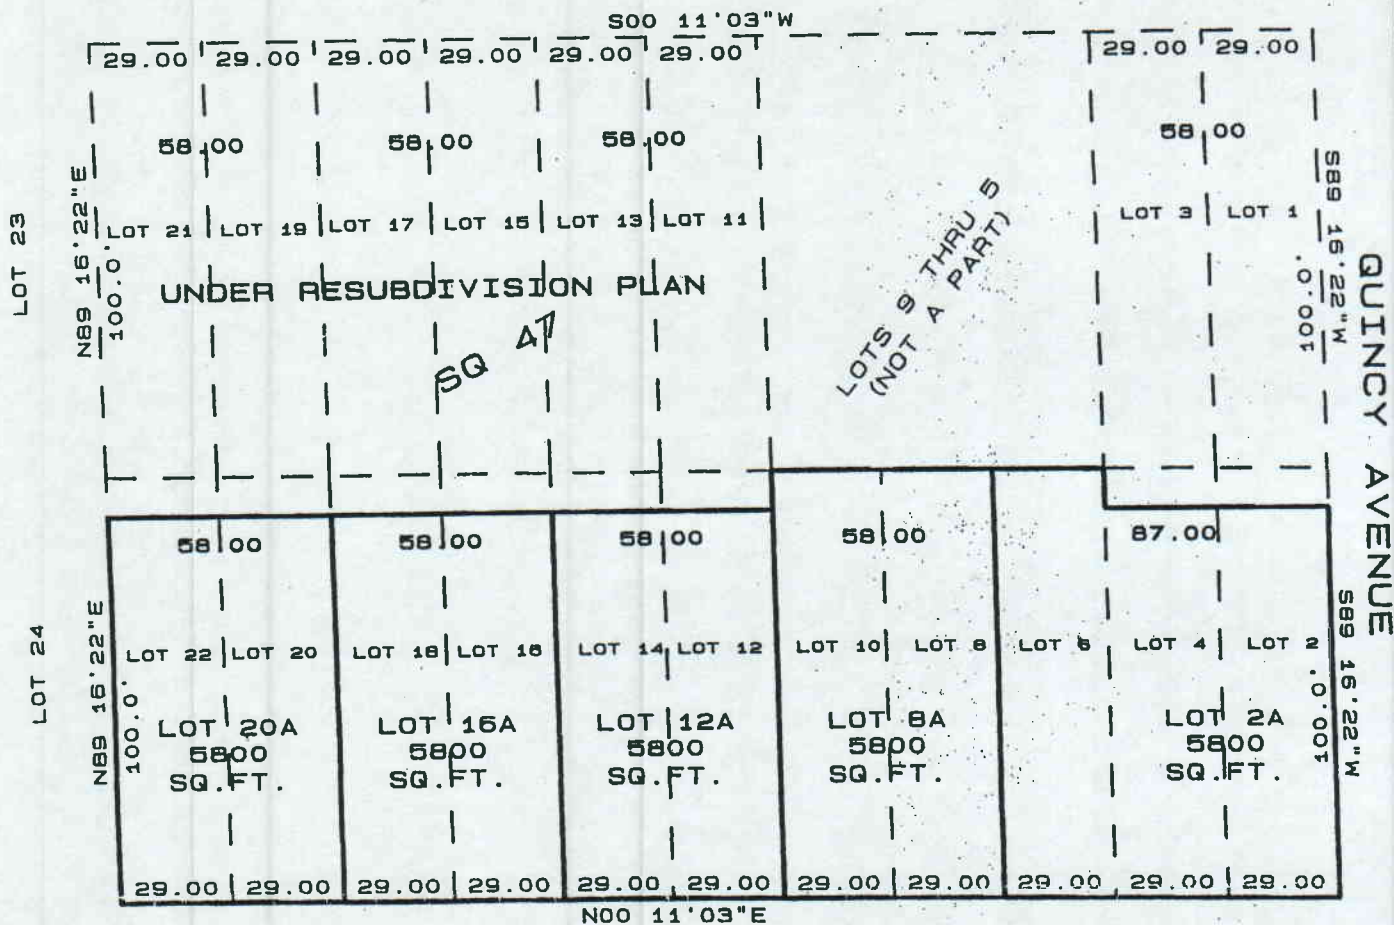 S00 11'03"W
29.00 29.00 29.00 29.00 29.00 29.00 29.00 29.00
58.00 58.00 58.00 58.00
LOT 23
N89 16'22"E
100.0'
LOT 21 LOT 19 LOT 17 LOT 15 LOT 13 LOT 11 LOT 3 LOT 1
S89 16'22"W
100.0'
UNDER RESUBDIVISION PLAN
SQ 47
LOTS 9 THRU 5
(NOT A PART)
QUINCY AVENUE
58.00 58.00 58.00 58.00 87.00
LOT 24
N89 16'22"E
100.0'
LOT 22 LOT 20 LOT 18 LOT 16 LOT 14 LOT 12 LOT 10 LOT 8 LOT 6 LOT 4 LOT 2
S89 16'22"W
100.0'
LOT 20A LOT 16A LOT 12A LOT 8A LOT 2A
5800 5800 5800 5800 5800
SQ.FT. SQ.FT. SQ.FT. SQ.FT. SQ.FT.
29.00 29.00 29.00 29.00 29.00 29.00 29.00 29.00 29.00 29.00 29.00
N00 11'03"E